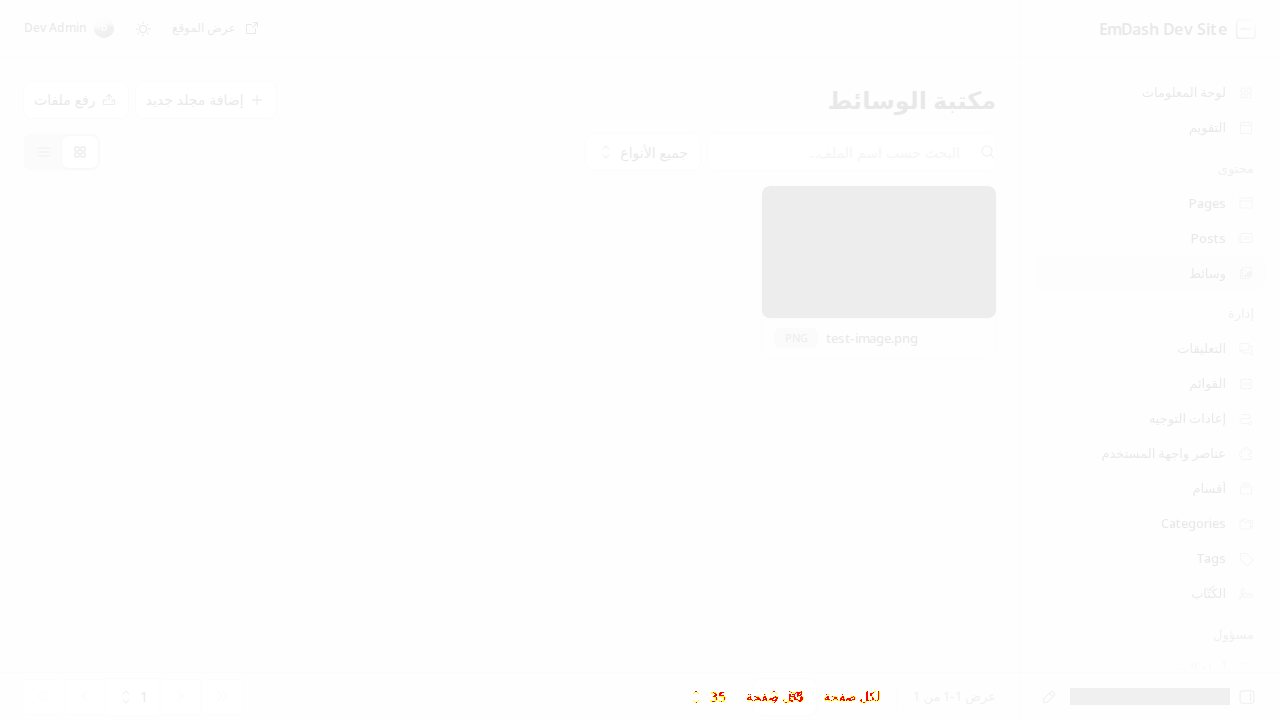 EmDash Dev Site
عرض الموقع
Dev Admin
لوحة المعلومات
التقويم
محتوى
Pages
Posts
وسائط
إدارة
التعليقات
القوائم
إعادات التوجيه
عناصر واجهة المستخدم
أقسام
Categories
Tags
الكُتّاب
مسؤول
مكتبة الوسائط
إضافة مجلد جديد
رفع ملفات
البحث حسب اسم الملف...
جميع الأنواع
test-image.png
PNG
عرض 1-1 من 1
لكل صفحة
35
1